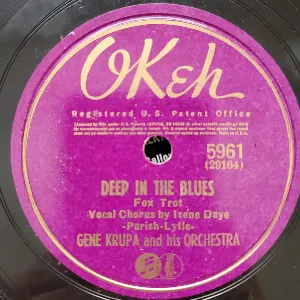 OKeh
Registered U.S. Patent Office
5961
(29164)
DEEP IN THE BLUES
Fox Trot
Vocal Chorus by Irene Daye
-Parish-Lytle-
GENE KRUPA and his ORCHESTRA